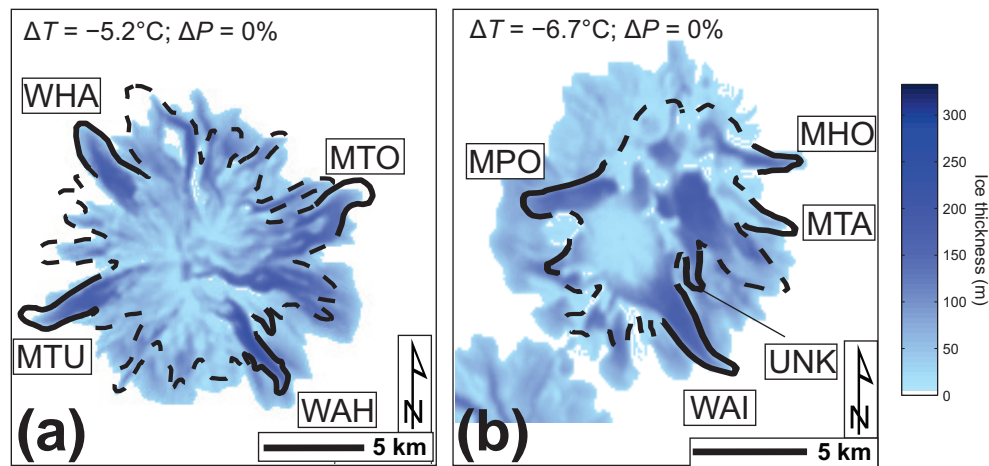 ΔT = −5.2°C; ΔP = 0%
WHA
MTO
MTU
WAH
(a)
N
5 km
ΔT = −6.7°C; ΔP = 0%
MPO
MHO
MTA
UNK
WAI
(b)
N
5 km
300
250
200
150
100
50
0
Ice thickness (m)